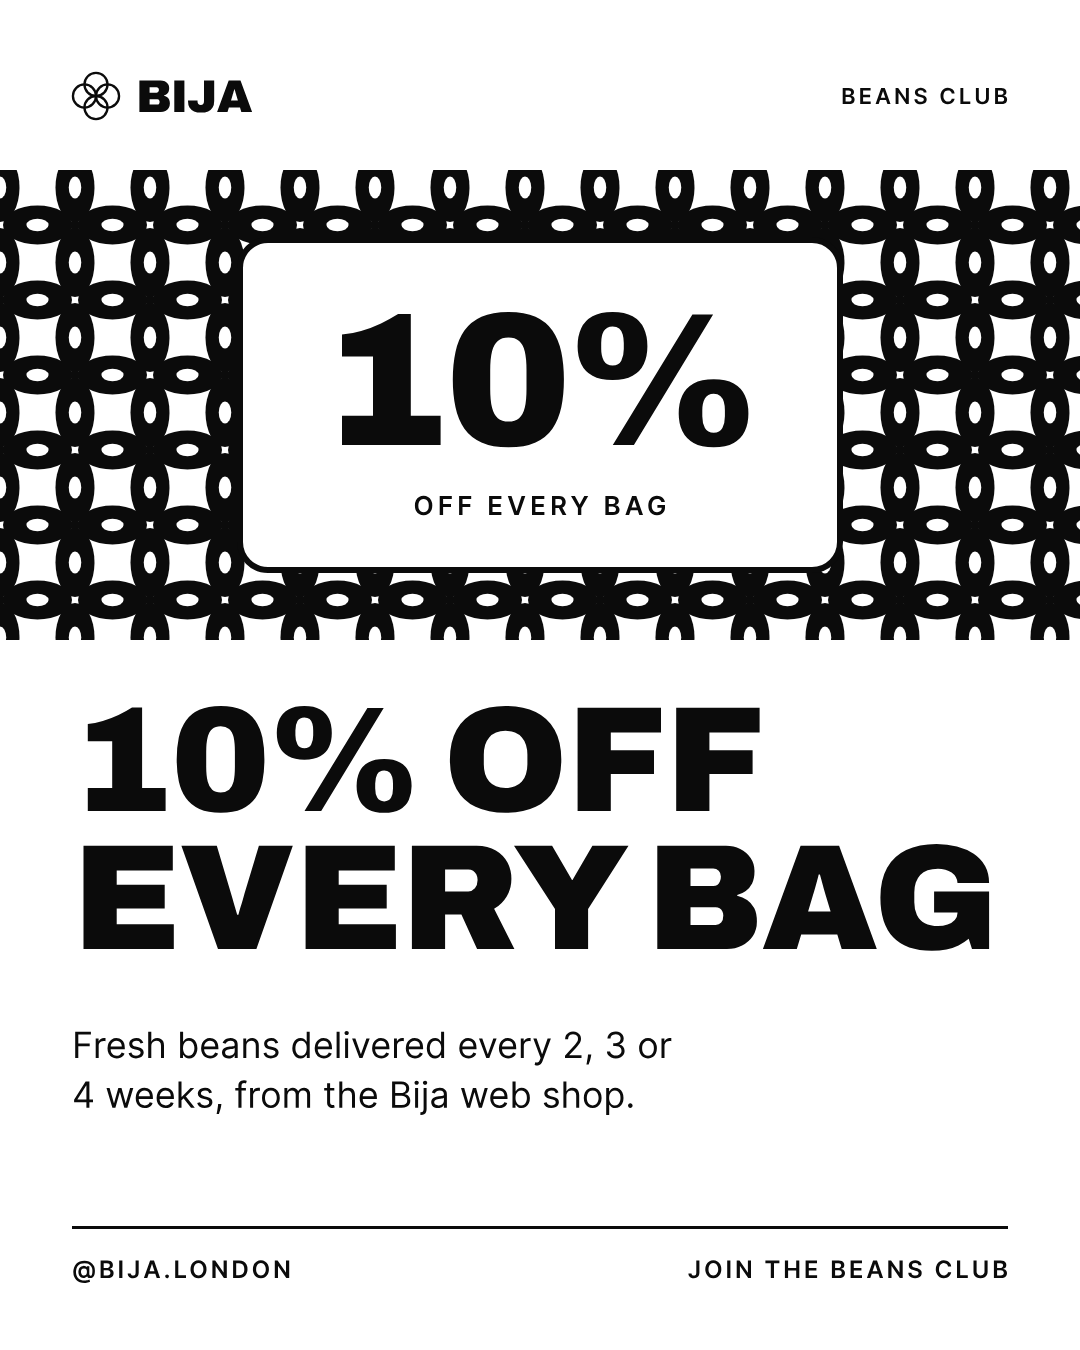 BIJA
BEANS CLUB
10%
OFF EVERY BAG
10% OFF
EVERY BAG
Fresh beans delivered every 2, 3 or
4 weeks, from the Bija web shop.
@BIJA.LONDON
JOIN THE BEANS CLUB